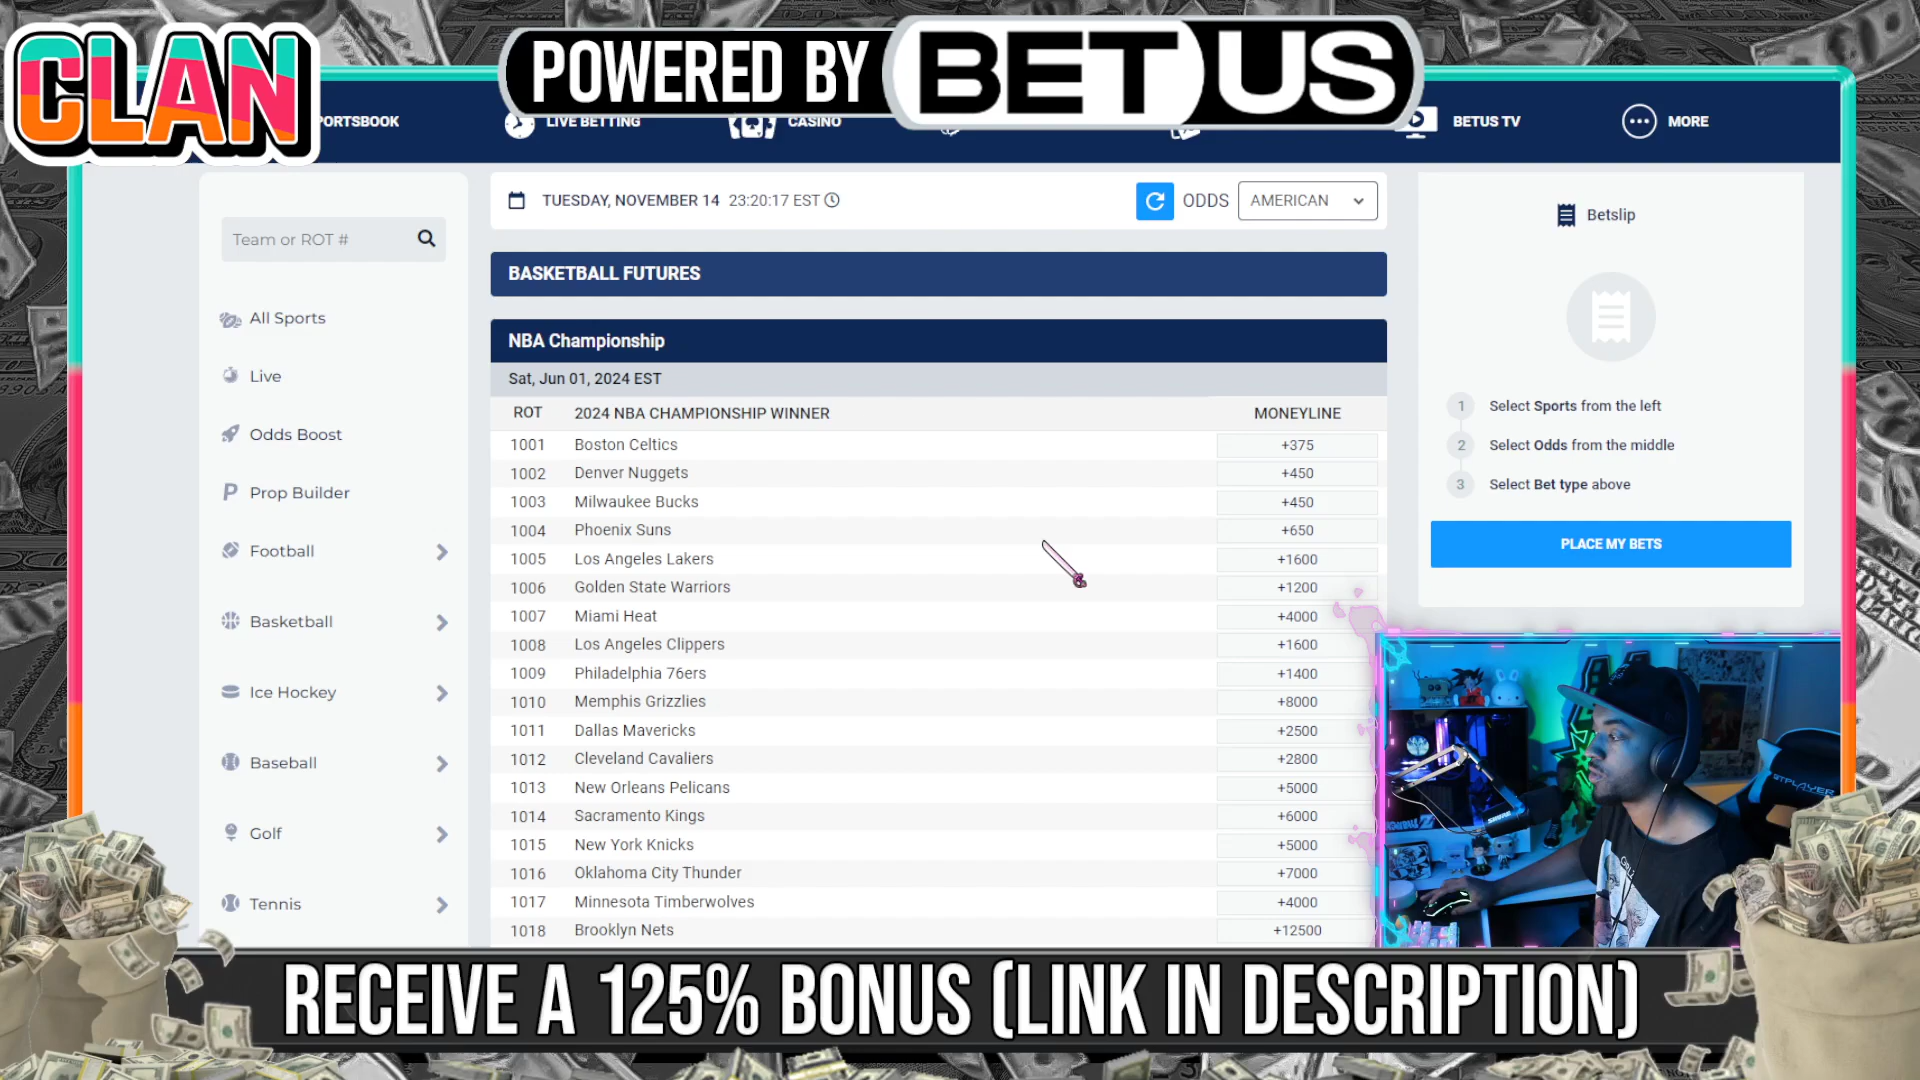 CLAN
POWERED BY BETUS
PORTSBOOK
LIVE BETTING
CASINO
BETUS TV
MORE
TUESDAY, NOVEMBER 14 23:20:17 EST
ODDS
AMERICAN
Betslip
Team or ROT #
BASKETBALL FUTURES
All Sports
Live
Odds Boost
Prop Builder
Football
Basketball
Ice Hockey
Baseball
Golf
Tennis
NBA Championship
Sat, Jun 01, 2024 EST
ROT 2024 NBA CHAMPIONSHIP WINNER MONEYLINE
1001 Boston Celtics +375
1002 Denver Nuggets +450
1003 Milwaukee Bucks +450
1004 Phoenix Suns +650
1005 Los Angeles Lakers +1600
1006 Golden State Warriors +1200
1007 Miami Heat +4000
1008 Los Angeles Clippers +1600
1009 Philadelphia 76ers +1400
1010 Memphis Grizzlies +8000
1011 Dallas Mavericks +2500
1012 Cleveland Cavaliers +2800
1013 New Orleans Pelicans +5000
1014 Sacramento Kings +6000
1015 New York Knicks +5000
1016 Oklahoma City Thunder +7000
1017 Minnesota Timberwolves +4000
1018 Brooklyn Nets +12500
1 Select Sports from the left
2 Select Odds from the middle
3 Select Bet type above
PLACE MY BETS
GTPLAYER
SHURE
RECEIVE A 125% BONUS (LINK IN DESCRIPTION)